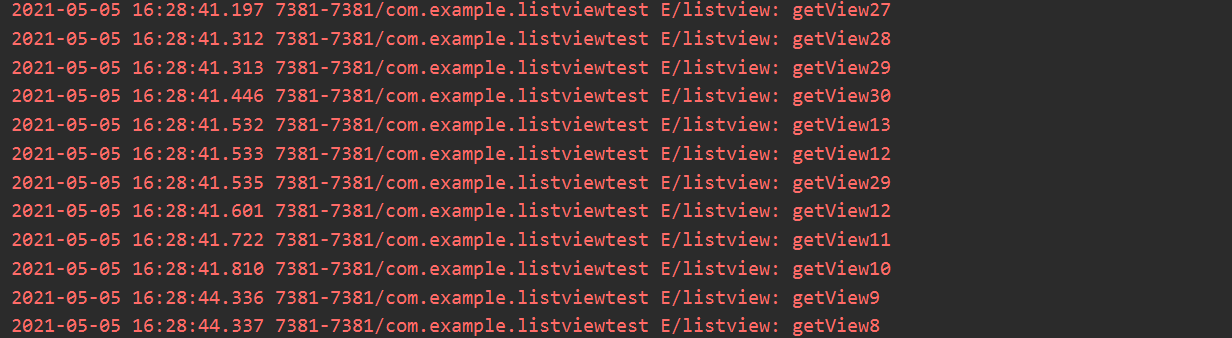 2021-05-05 16:28:41.197 7381-7381/com.example.listviewtest E/listview: getView27
2021-05-05 16:28:41.312 7381-7381/com.example.listviewtest E/listview: getView28
2021-05-05 16:28:41.313 7381-7381/com.example.listviewtest E/listview: getView29
2021-05-05 16:28:41.446 7381-7381/com.example.listviewtest E/listview: getView30
2021-05-05 16:28:41.532 7381-7381/com.example.listviewtest E/listview: getView13
2021-05-05 16:28:41.533 7381-7381/com.example.listviewtest E/listview: getView12
2021-05-05 16:28:41.535 7381-7381/com.example.listviewtest E/listview: getView29
2021-05-05 16:28:41.601 7381-7381/com.example.listviewtest E/listview: getView12
2021-05-05 16:28:41.722 7381-7381/com.example.listviewtest E/listview: getView11
2021-05-05 16:28:41.810 7381-7381/com.example.listviewtest E/listview: getView10
2021-05-05 16:28:44.336 7381-7381/com.example.listviewtest E/listview: getView9
2021-05-05 16:28:44.337 7381-7381/com.example.listviewtest E/listview: getView8